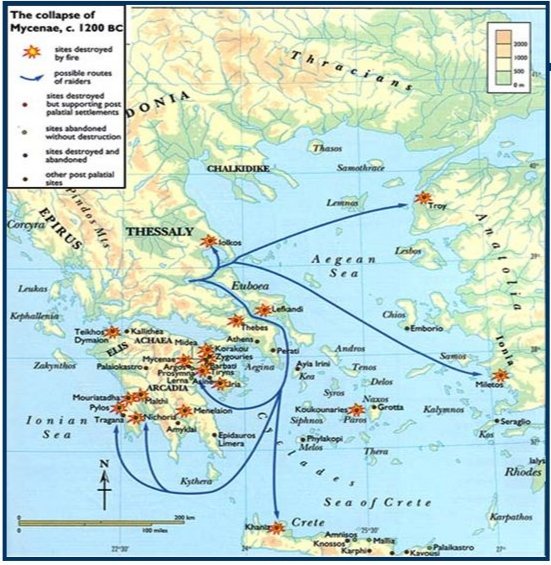 The collapse of
Mycenae, c. 1200 BC
sites destroyed
by fire
possible routes
of raiders
sites destroyed
but supporting post
palatial settlements
sites abandoned
without destruction
sites destroyed and
abandoned
other post palatial
sites
2000
1000
500
0 m
Thracians
DONIA
Thasos
Samothrace
CHALKIDIKE
40°
Pindos Mts
EPIRUS
Corcyra
THESSALY
Iolkos
Lemnos
Troy
Anatolia
Aegean
Sea
Lesbos
Leukas
Euboea
Kephallenia
Lefkandi
Chios
Emborio
Ionia
Teikhos
Dymaion
Kallithea
Thebes
ELIS
ACHAEA
Midea
Korakou
Zygouries
Athens
Perati
Andros
Samos
38°
Zakynthos
Palaiokastro
Mycenae
Argos
Barbati
Prosymna
Tiryns
Aegina
Ayia Irini
Kea
Tenos
Lerna
Asine
Uria
Delos
Miletos
ARCADIA
Syros
Naxos
Mouriatadha
Malthi
Koukounaries
Grotta
Kalymnos
Pylos
Nichoria
Menelaion
Siphnos
Paros
Seraglio
Tragana
Amyklai
Kos
Ionian
Sea
Epidauros
Limera
Phylakopi
Melos
Thera
Cyclades
Ialys
Rhodes
N
Kythera
Sea of Crete
Karpathos
200 km
100 miles
Khania
Crete
Amnisos
Knossos
Mallia
Palaikastro
Karphi
Kavousi
22°30'
25°30'
27°